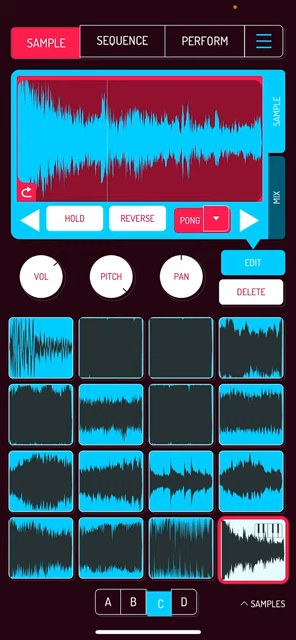 SAMPLE SEQUENCE PERFORM
SAMPLE
MIX
HOLD REVERSE PONG
VOL PITCH PAN
EDIT
DELETE
A B C D
SAMPLES